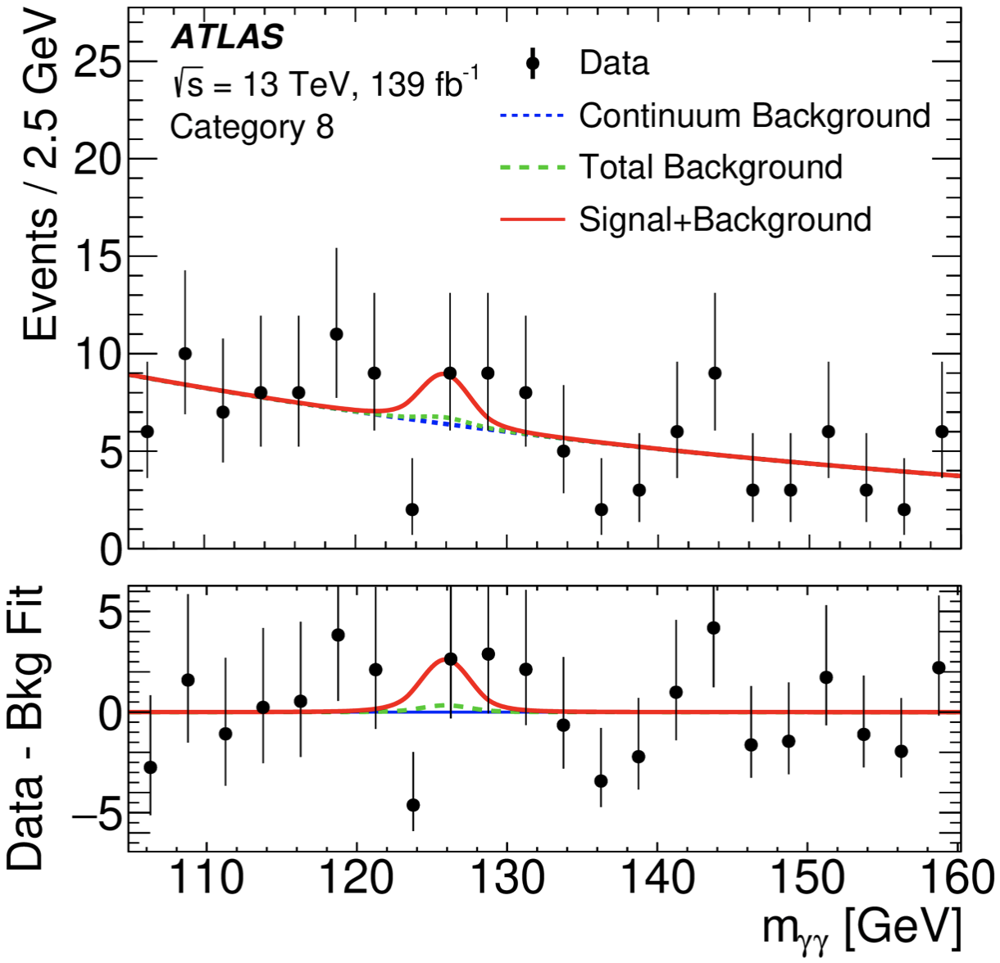 ATLAS
√s = 13 TeV, 139 fb⁻¹
Category 8
Data
Continuum Background
Total Background
Signal+Background
Events / 2.5 GeV
25
20
15
10
5
0
Data - Bkg Fit
5
0
−5
110 120 130 140 150 160
mγγ [GeV]